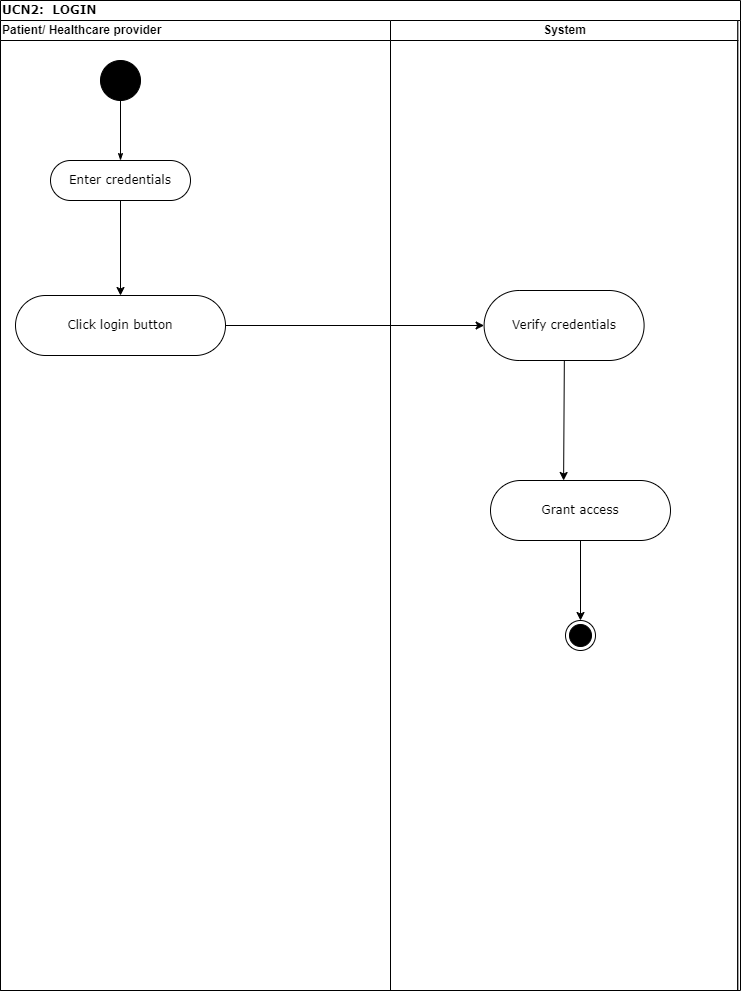 UCN2:  LOGIN
Patient/ Healthcare provider
System
Enter credentials
Click login button
Verify credentials
Grant access